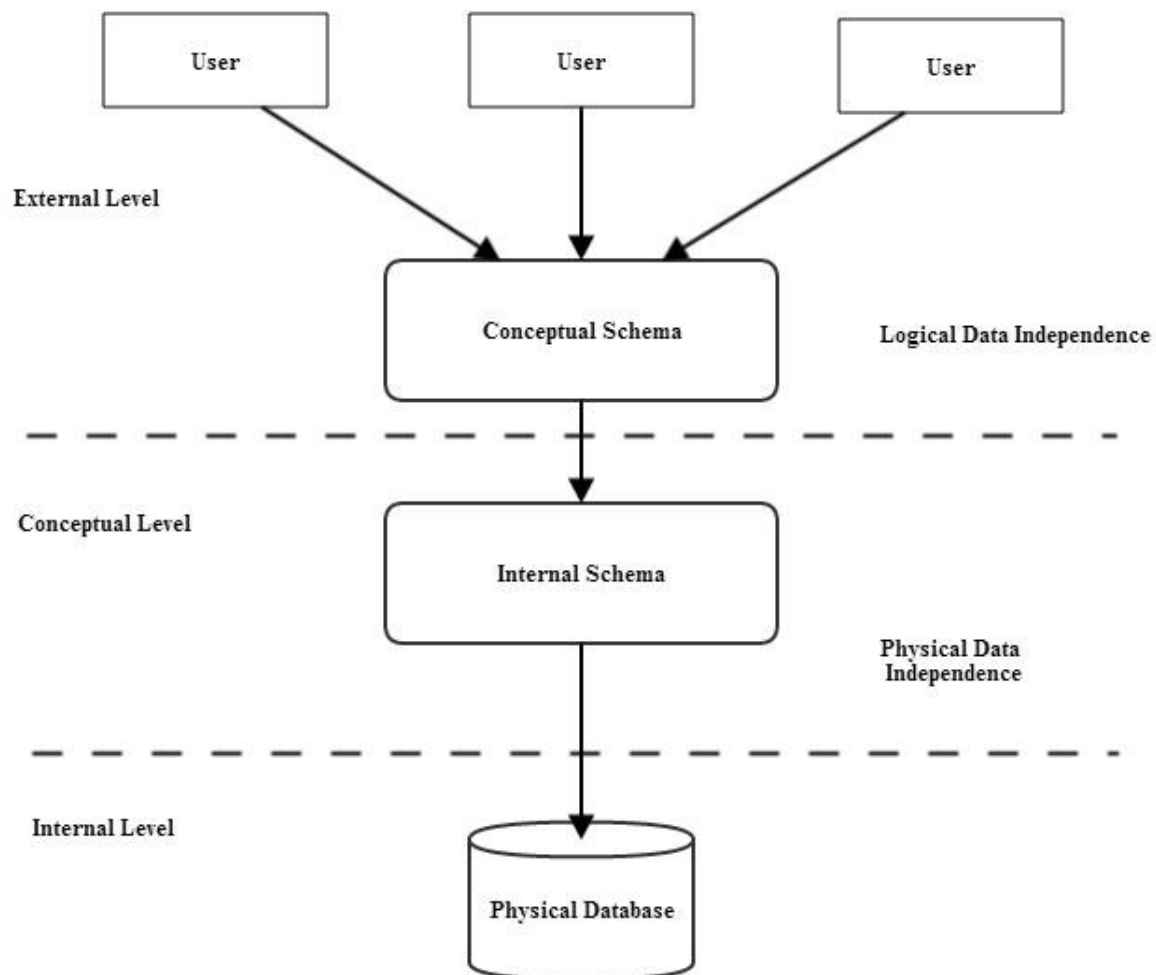 User
User
User
External Level
Conceptual Schema
Logical Data Independence
Conceptual Level
Internal Schema
Physical Data
Independence
Internal Level
Physical Database